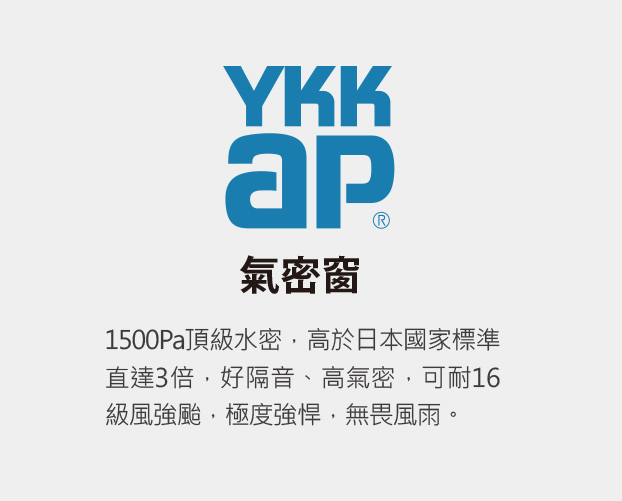 YKK
ap®
氣密窗
1500Pa頂級水密，高於日本國家標準
直達3倍，好隔音、高氣密，可耐16
級風強颱，極度強悍，無畏風雨。